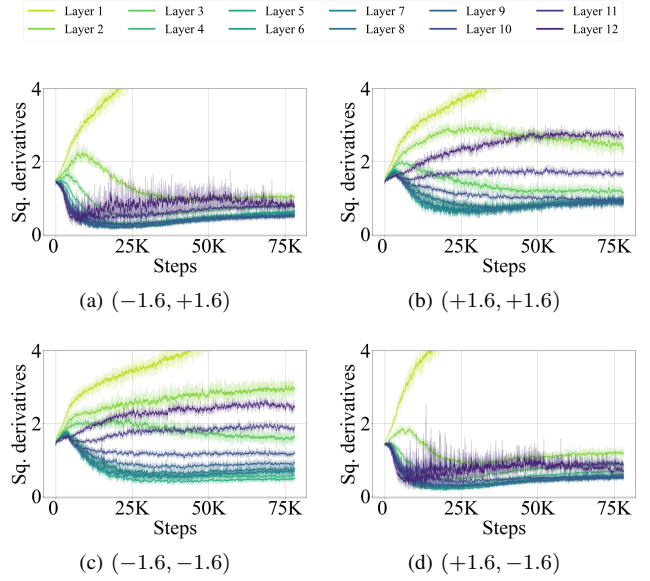 Layer 1 Layer 3 Layer 5 Layer 7 Layer 9 Layer 11
Layer 2 Layer 4 Layer 6 Layer 8 Layer 10 Layer 12
Sq. derivatives
4
2
0
0 25K 50K 75K
Steps
(a) (−1.6, +1.6)
Sq. derivatives
4
2
0
0 25K 50K 75K
Steps
(b) (+1.6, +1.6)
Sq. derivatives
4
2
0
0 25K 50K 75K
Steps
(c) (−1.6, −1.6)
Sq. derivatives
4
2
0
0 25K 50K 75K
Steps
(d) (+1.6, −1.6)